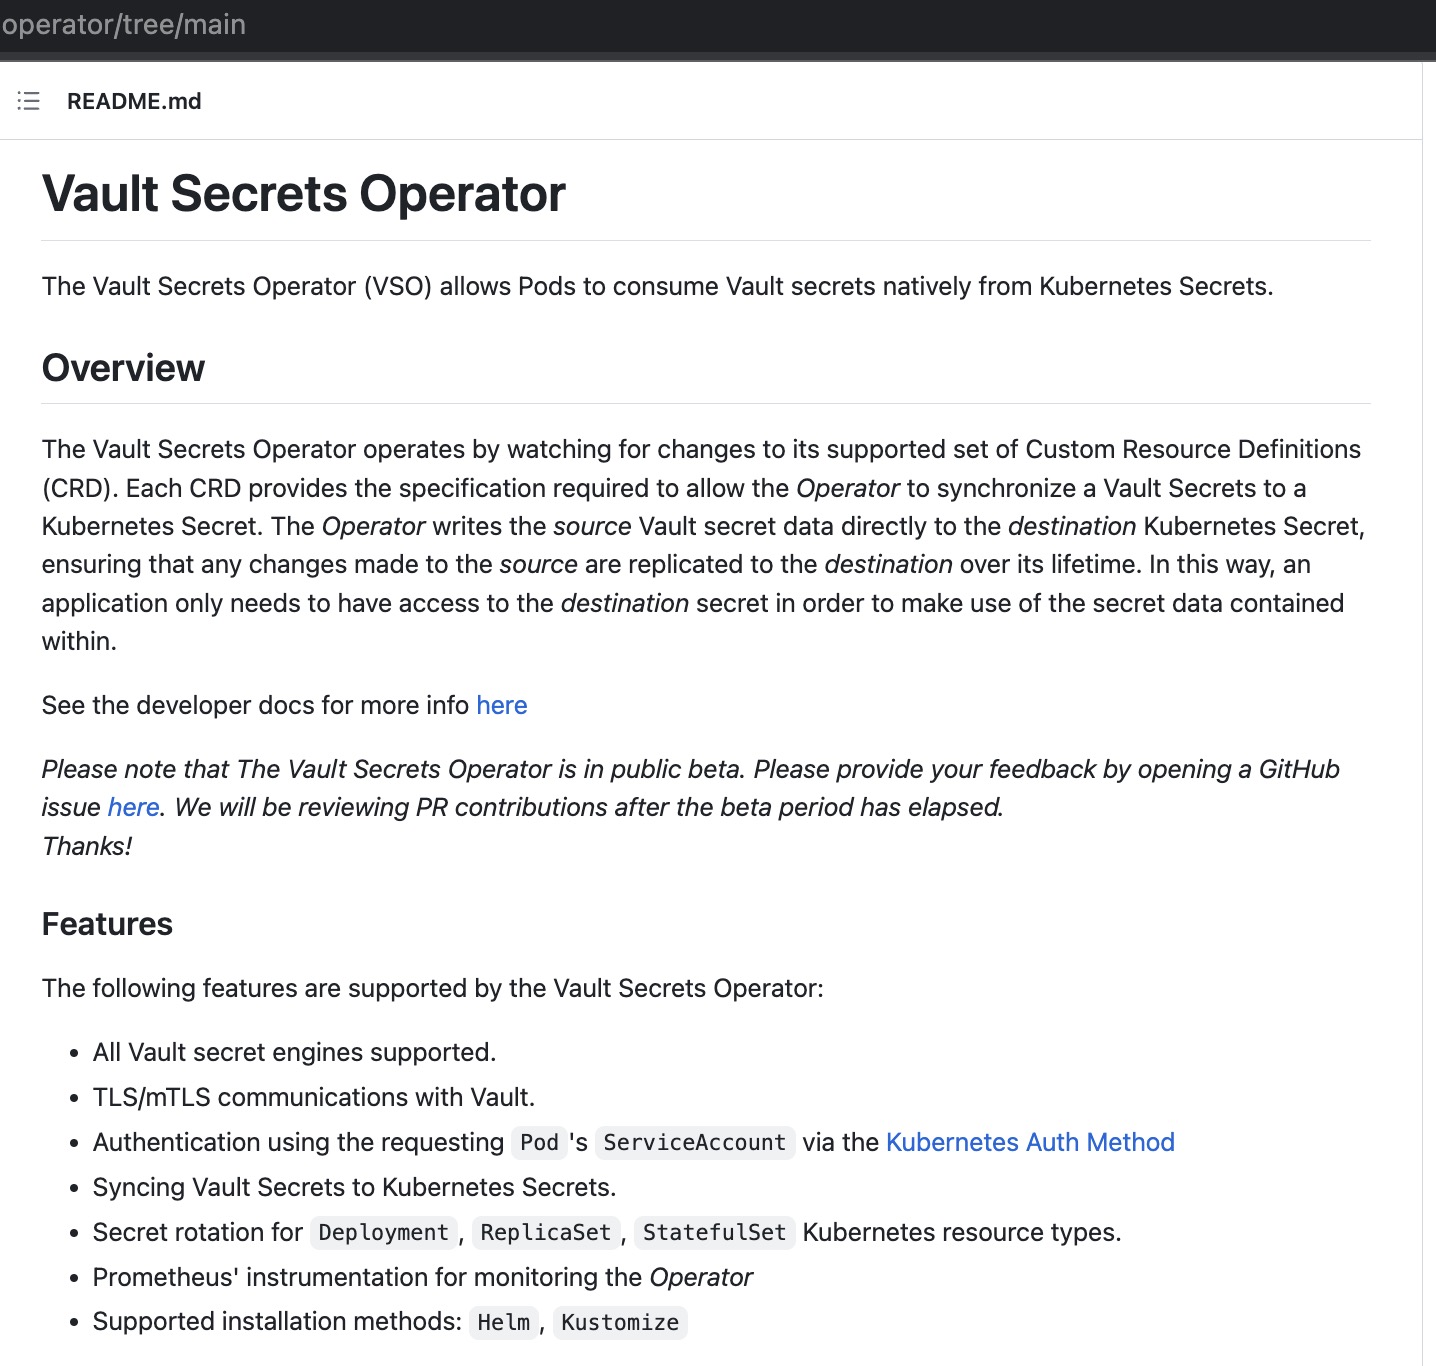 operator/tree/main
README.md
Vault Secrets Operator
The Vault Secrets Operator (VSO) allows Pods to consume Vault secrets natively from Kubernetes Secrets.
Overview
The Vault Secrets Operator operates by watching for changes to its supported set of Custom Resource Definitions
(CRD). Each CRD provides the specification required to allow the Operator to synchronize a Vault Secrets to a
Kubernetes Secret. The Operator writes the source Vault secret data directly to the destination Kubernetes Secret,
ensuring that any changes made to the source are replicated to the destination over its lifetime. In this way, an
application only needs to have access to the destination secret in order to make use of the secret data contained
within.
See the developer docs for more info here
Please note that The Vault Secrets Operator is in public beta. Please provide your feedback by opening a GitHub
issue here. We will be reviewing PR contributions after the beta period has elapsed.
Thanks!
Features
The following features are supported by the Vault Secrets Operator:
• All Vault secret engines supported.
• TLS/mTLS communications with Vault.
• Authentication using the requesting Pod's ServiceAccount via the Kubernetes Auth Method
• Syncing Vault Secrets to Kubernetes Secrets.
• Secret rotation for Deployment, ReplicaSet, StatefulSet Kubernetes resource types.
• Prometheus' instrumentation for monitoring the Operator
• Supported installation methods: Helm, Kustomize